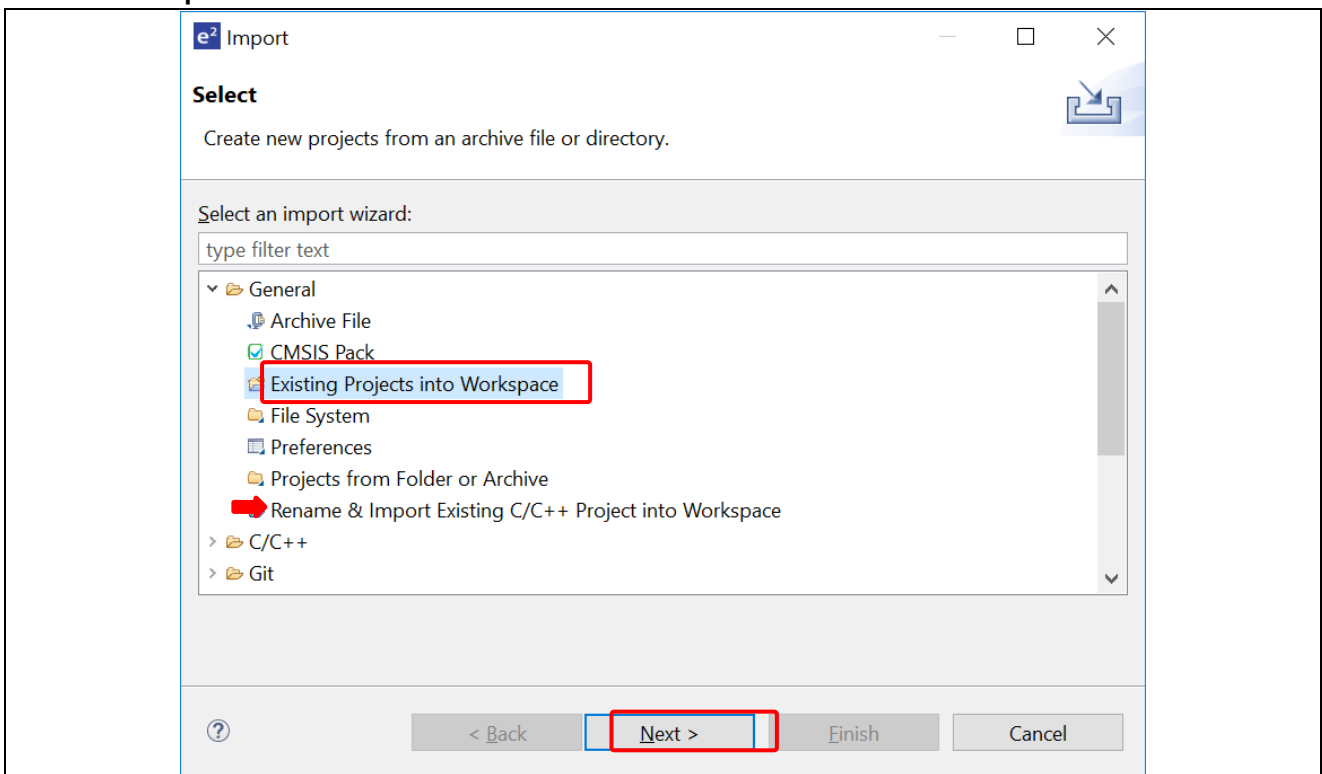 e² Import
Select
Create new projects from an archive file or directory.
Select an import wizard:
type filter text
General
Archive File
CMSIS Pack
Existing Projects into Workspace
File System
Preferences
Projects from Folder or Archive
Rename & Import Existing C/C++ Project into Workspace
C/C++
Git
? < Back Next > Finish Cancel